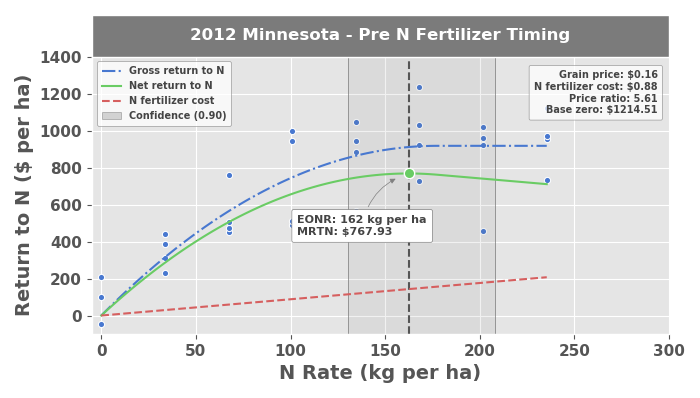 2012 Minnesota - Pre N Fertilizer Timing
Return to N ($ per ha)
1400
1200
1000
800
600
400
200
0
Gross return to N
Net return to N
N fertilizer cost
Confidence (0.90)
Grain price: $0.16
N fertilizer cost: $0.88
Price ratio: 5.61
Base zero: $1214.51
EONR: 162 kg per ha
MRTN: $767.93
0 50 100 150 200 250 300
N Rate (kg per ha)